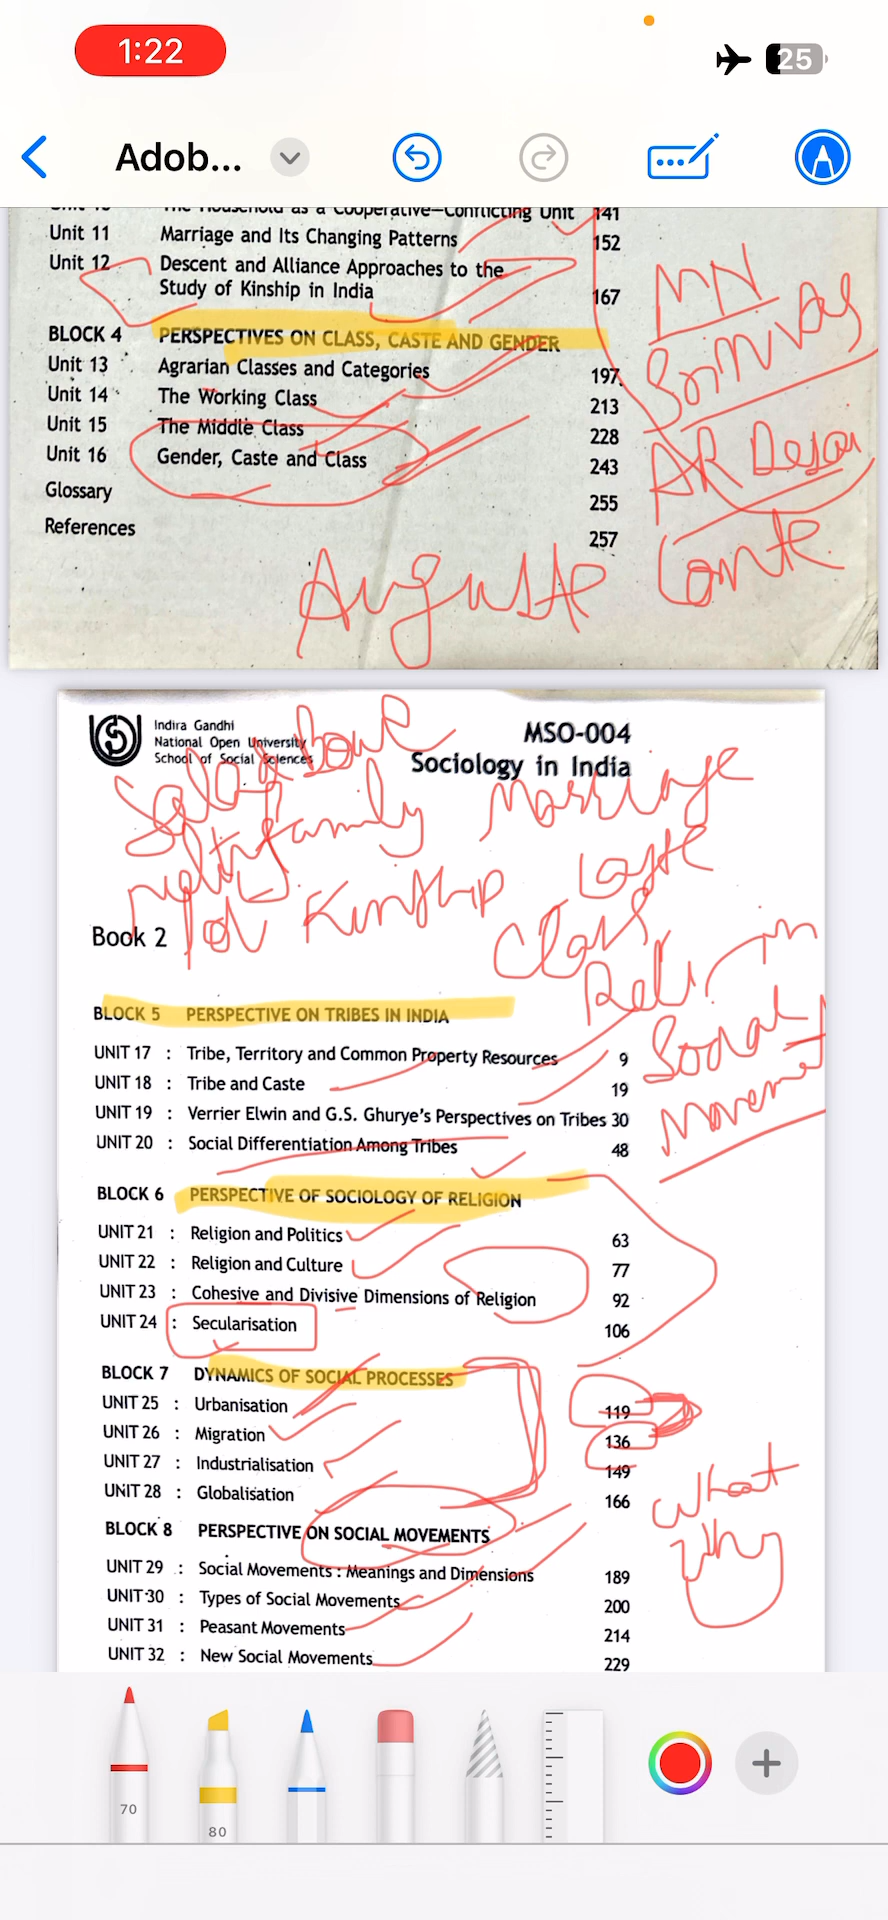 1:22
25
Adob...
The Household as a Cooperative—Conflicting Unit 141
Unit 11 Marriage and Its Changing Patterns 152
Unit 12 Descent and Alliance Approaches to the
Study of Kinship in India 167
MN
Srinivas
BLOCK 4 PERSPECTIVES ON CLASS, CASTE AND GENDER
Unit 13 Agrarian Classes and Categories 197
Unit 14 The Working Class 213
Unit 15 The Middle Class 228
Unit 16 Gender, Caste and Class 243
AR Desai
Glossary 255
References 257
Auguste Comte
Indira Gandhi
National Open University
School of Social Sciences
MSO-004
Sociology in India
family Marriage
Kinship Caste
Class
Religion
Social
Movement
Book 2
BLOCK 5 PERSPECTIVE ON TRIBES IN INDIA
UNIT 17 : Tribe, Territory and Common Property Resources 9
UNIT 18 : Tribe and Caste 19
UNIT 19 : Verrier Elwin and G.S. Ghurye's Perspectives on Tribes 30
UNIT 20 : Social Differentiation Among Tribes 48
BLOCK 6 PERSPECTIVE OF SOCIOLOGY OF RELIGION
UNIT 21 : Religion and Politics 63
UNIT 22 : Religion and Culture 77
UNIT 23 : Cohesive and Divisive Dimensions of Religion 92
UNIT 24 : Secularisation 106
BLOCK 7 DYNAMICS OF SOCIAL PROCESSES
UNIT 25 : Urbanisation 119
UNIT 26 : Migration 136
UNIT 27 : Industrialisation 149
UNIT 28 : Globalisation 166
What
Why
BLOCK 8 PERSPECTIVE ON SOCIAL MOVEMENTS
UNIT 29 : Social Movements : Meanings and Dimensions 189
UNIT 30 : Types of Social Movements 200
UNIT 31 : Peasant Movements 214
UNIT 32 : New Social Movements 229
70
80